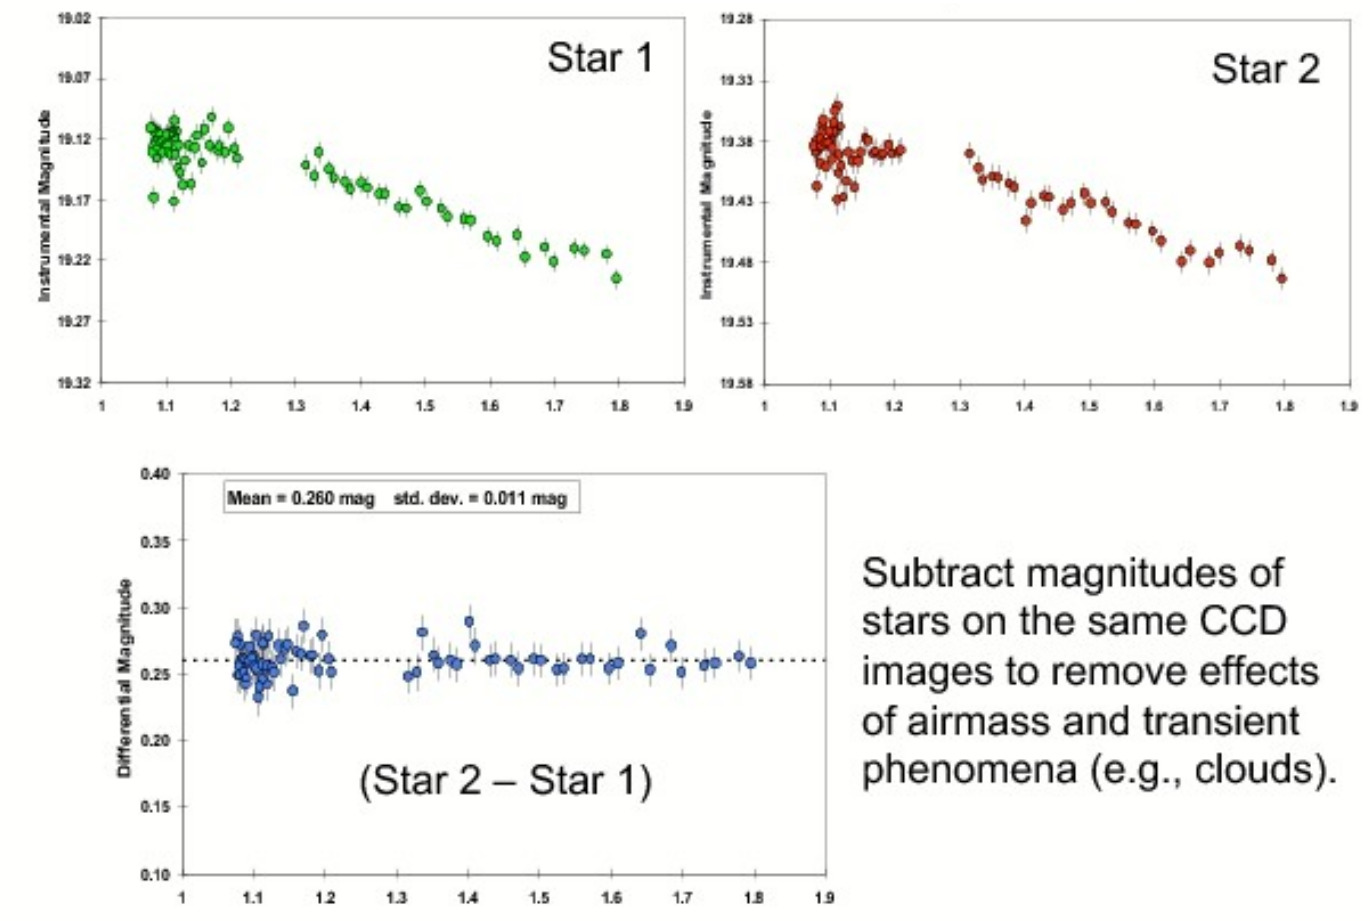 Star 1
Instrumental Magnitude
19.02
19.07
19.12
19.17
19.22
19.27
19.32
1 1.1 1.2 1.3 1.4 1.5 1.6 1.7 1.8 1.9
Star 2
Instrumental Magnitude
19.28
19.33
19.38
19.43
19.48
19.53
19.58
1 1.1 1.2 1.3 1.4 1.5 1.6 1.7 1.8 1.9
Differential Magnitude
0.40
0.35
0.30
0.25
0.20
0.15
0.10
Mean = 0.260 mag std. dev. = 0.011 mag
(Star 2 – Star 1)
1 1.1 1.2 1.3 1.4 1.5 1.6 1.7 1.8 1.9
Subtract magnitudes of
stars on the same CCD
images to remove effects
of airmass and transient
phenomena (e.g., clouds).